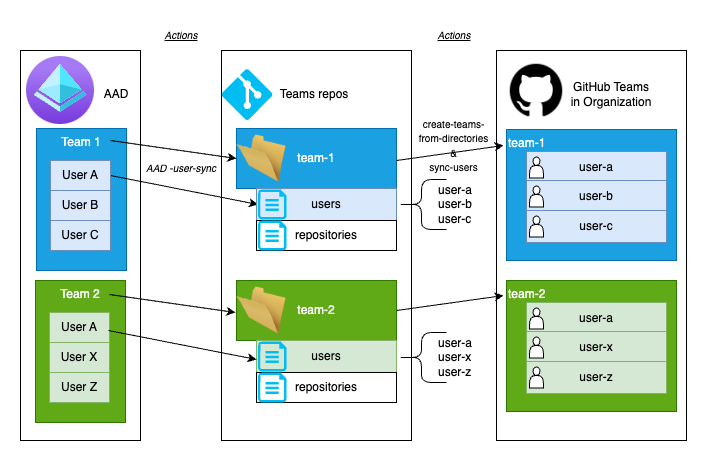 Actions
Actions
AAD
Teams repos
GitHub Teams
in Organization
Team 1
User A
User B
User C
AAD -user-sync
team-1
users
repositories
create-teams-
from-directories
&
sync-users
user-a
user-b
user-c
team-1
user-a
user-b
user-c
Team 2
User A
User X
User Z
team-2
users
repositories
user-a
user-x
user-z
team-2
user-a
user-x
user-z